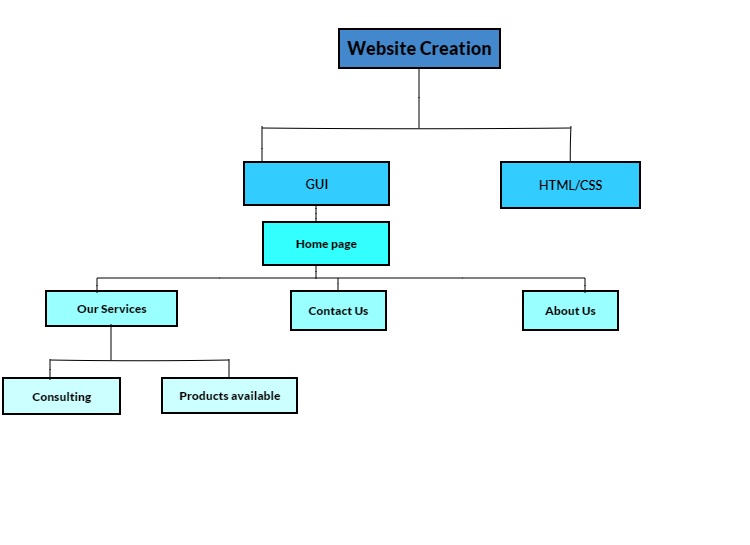 Website Creation
GUI
HTML/CSS
Home page
Our Services
Contact Us
About Us
Consulting
Products available